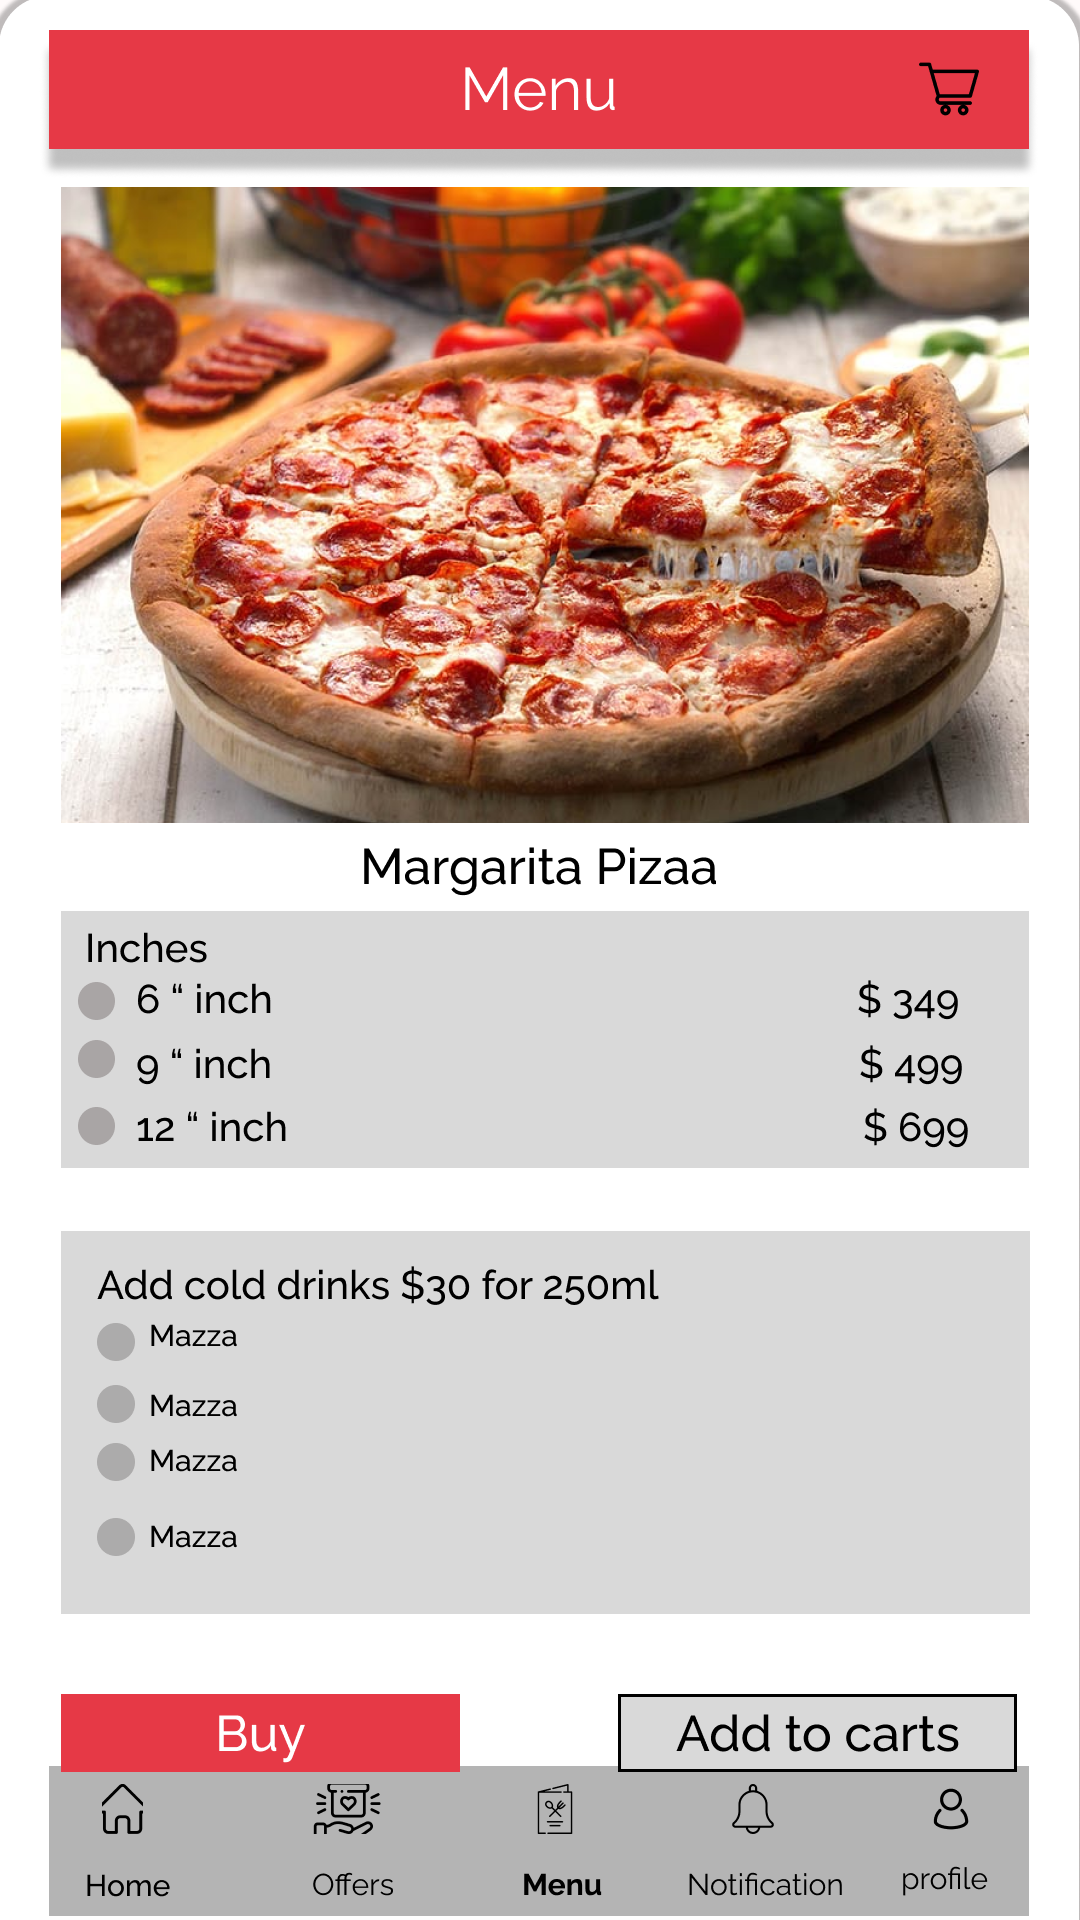 Menu
Margarita Pizaa
Inches
6 “ inch $ 349
9 “ inch $ 499
12 “ inch $ 699
Add cold drinks $30 for 250ml
Mazza
Mazza
Mazza
Mazza
Buy Add to carts
Home Offers Menu Notification profile